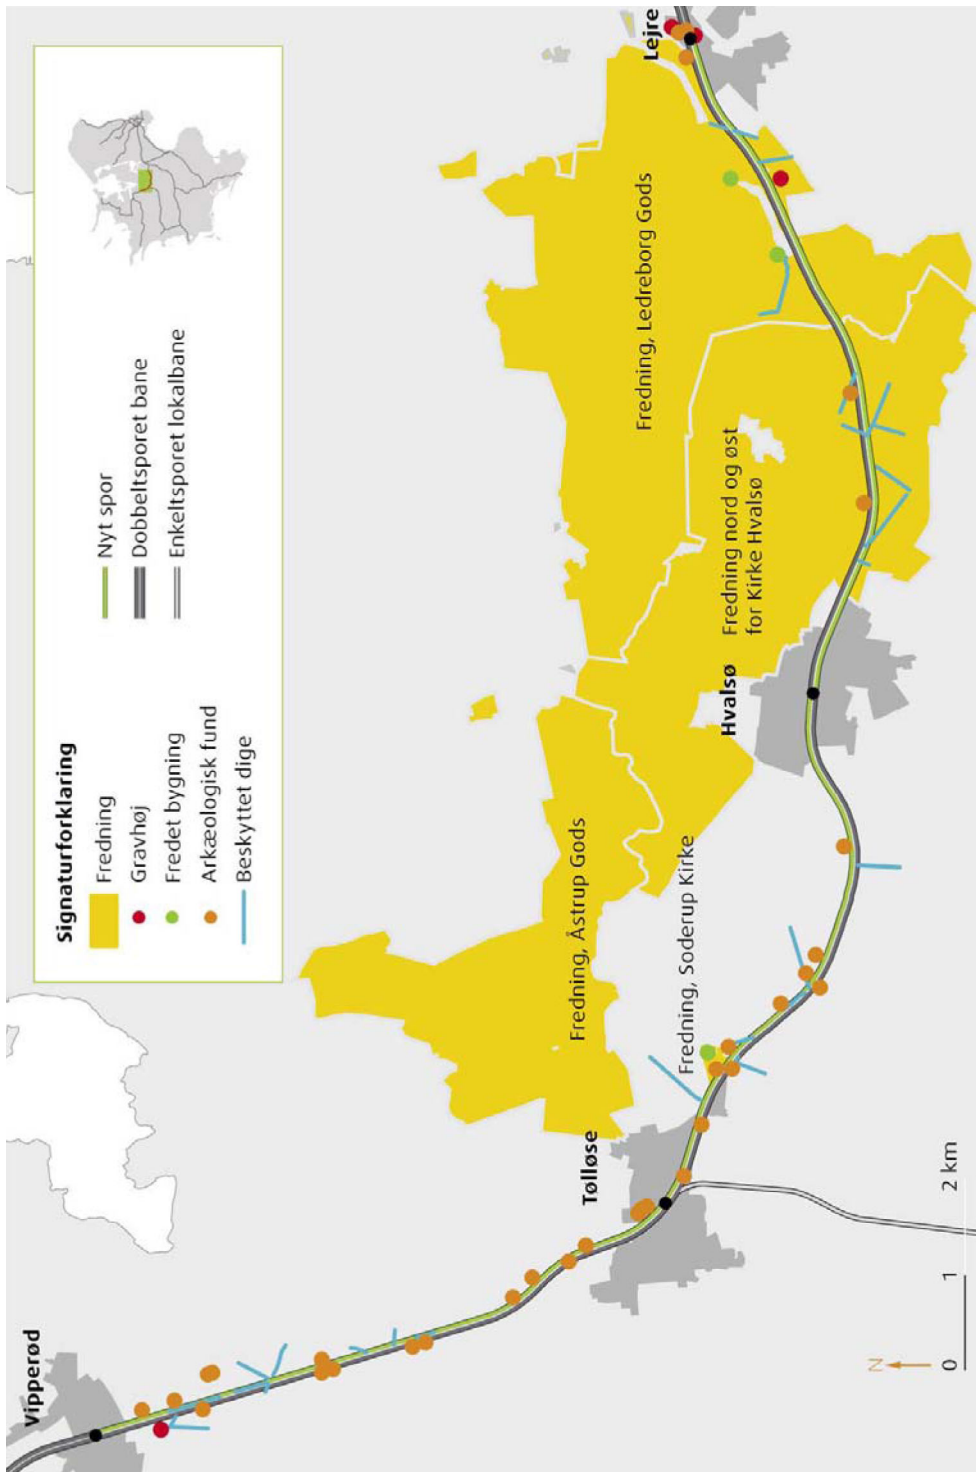 Signaturforklaring
Fredning
Gravhøj
Fredet bygning
Arkæologisk fund
Beskyttet dige
Nyt spor
Dobbeltsporet bane
Enkeltsporet lokalbane
Vipperød
Tølløse
Fredning, Åstrup Gods
Fredning, Soderup Kirke
Hvalsø
Fredning nord og øst
for Kirke Hvalsø
Fredning, Ledreborg Gods
Lejre
N
0 1 2 km